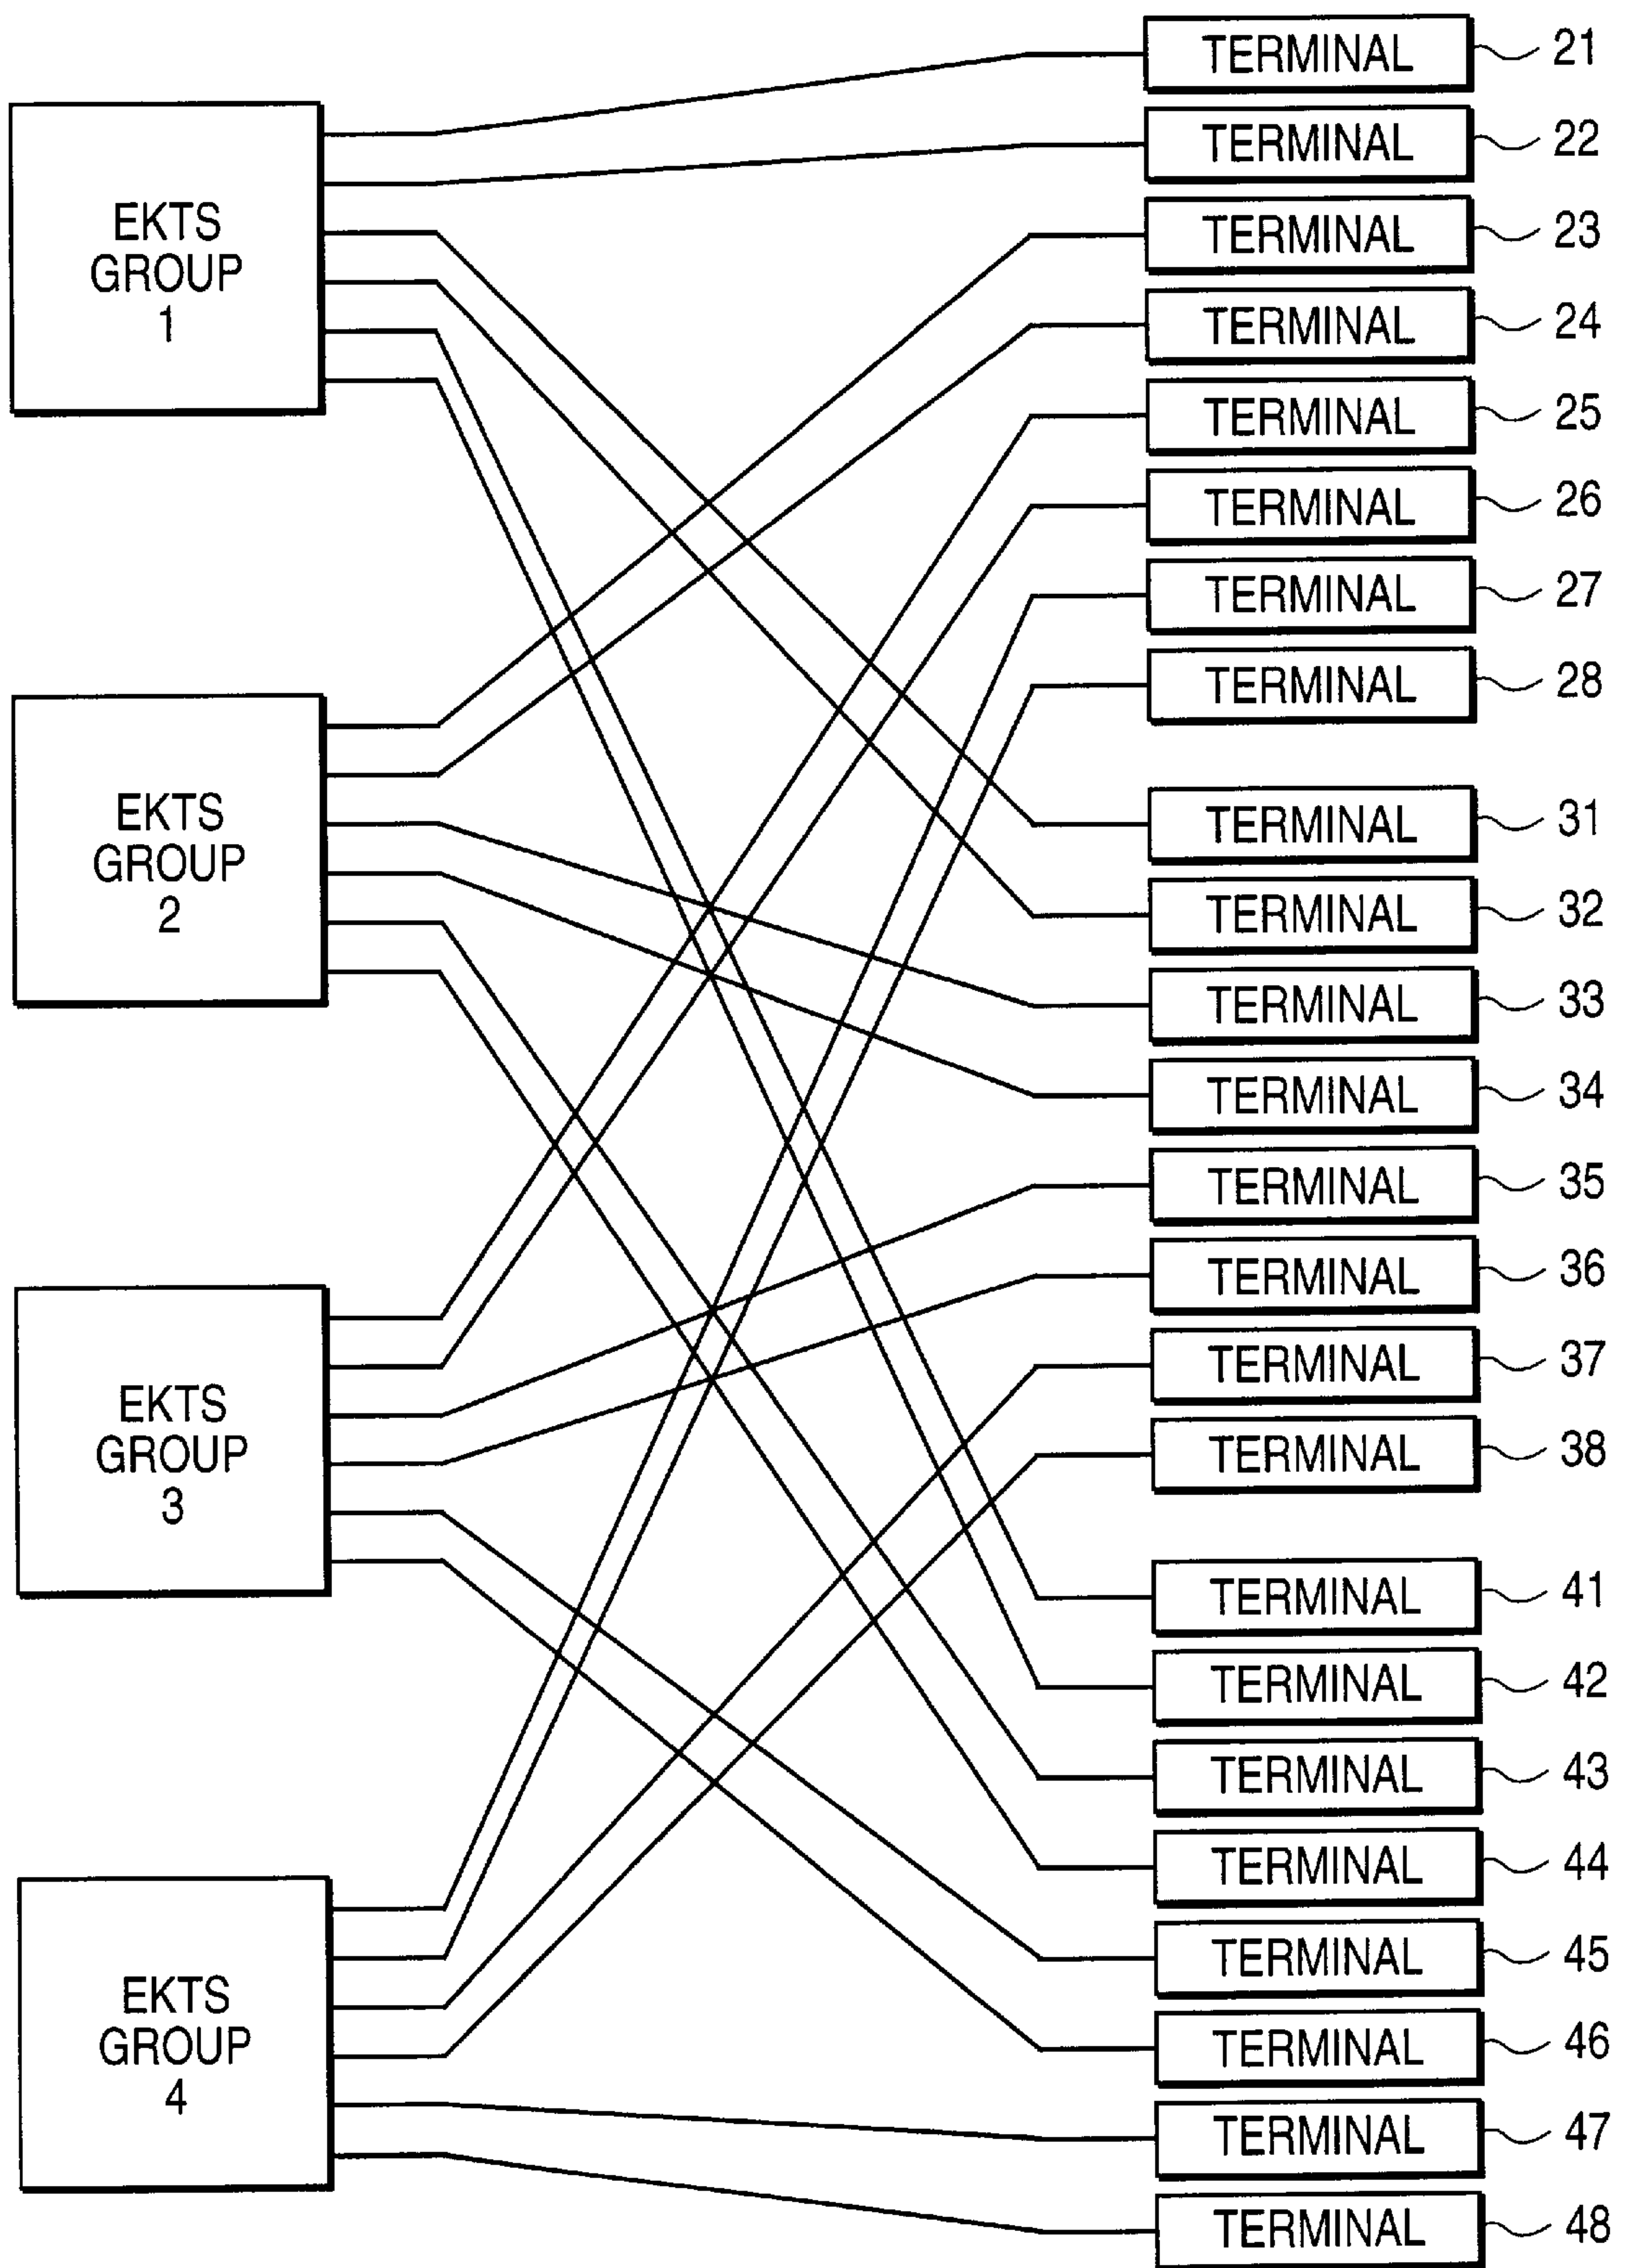 EKTS
GROUP
1
EKTS
GROUP
2
EKTS
GROUP
3
EKTS
GROUP
4
TERMINAL 21
TERMINAL 22
TERMINAL 23
TERMINAL 24
TERMINAL 25
TERMINAL 26
TERMINAL 27
TERMINAL 28
TERMINAL 31
TERMINAL 32
TERMINAL 33
TERMINAL 34
TERMINAL 35
TERMINAL 36
TERMINAL 37
TERMINAL 38
TERMINAL 41
TERMINAL 42
TERMINAL 43
TERMINAL 44
TERMINAL 45
TERMINAL 46
TERMINAL 47
TERMINAL 48